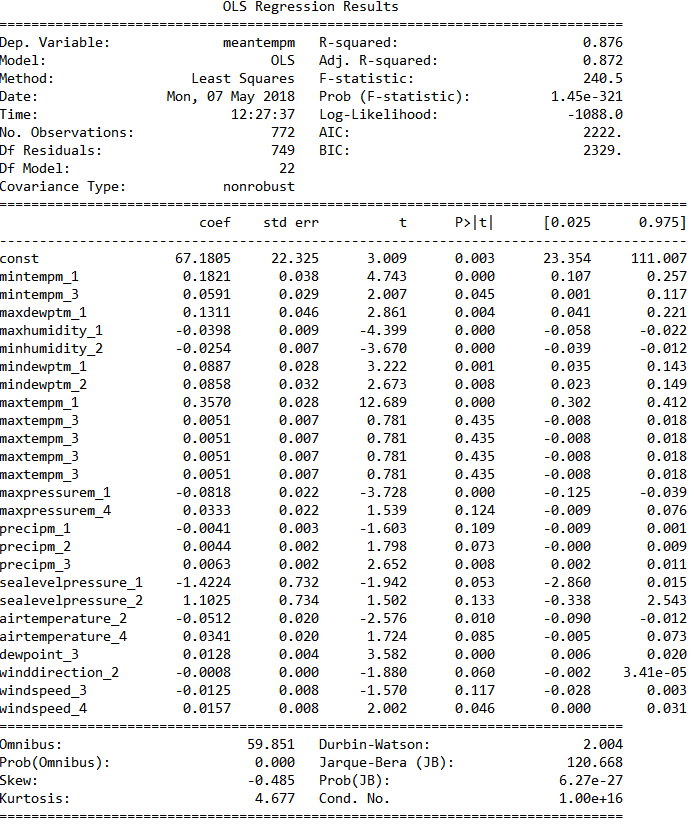 OLS Regression Results
==============================================================================
Dep. Variable: meantempm R-squared: 0.876
Model: OLS Adj. R-squared: 0.872
Method: Least Squares F-statistic: 240.5
Date: Mon, 07 May 2018 Prob (F-statistic): 1.45e-321
Time: 12:27:37 Log-Likelihood: -1088.0
No. Observations: 772 AIC: 2222.
Df Residuals: 749 BIC: 2329.
Df Model: 22
Covariance Type: nonrobust
======================================================================================
coef std err t P>|t| [0.025 0.975]
--------------------------------------------------------------------------------------
const 67.1805 22.325 3.009 0.003 23.354 111.007
mintempm_1 0.1821 0.038 4.743 0.000 0.107 0.257
mintempm_3 0.0591 0.029 2.007 0.045 0.001 0.117
maxdewptm_1 0.1311 0.046 2.861 0.004 0.041 0.221
maxhumidity_1 -0.0398 0.009 -4.399 0.000 -0.058 -0.022
minhumidity_2 -0.0254 0.007 -3.670 0.000 -0.039 -0.012
mindewptm_1 0.0887 0.028 3.222 0.001 0.035 0.143
mindewptm_2 0.0858 0.032 2.673 0.008 0.023 0.149
maxtempm_1 0.3570 0.028 12.689 0.000 0.302 0.412
maxtempm_3 0.0051 0.007 0.781 0.435 -0.008 0.018
maxtempm_3 0.0051 0.007 0.781 0.435 -0.008 0.018
maxtempm_3 0.0051 0.007 0.781 0.435 -0.008 0.018
maxtempm_3 0.0051 0.007 0.781 0.435 -0.008 0.018
maxpressurem_1 -0.0818 0.022 -3.728 0.000 -0.125 -0.039
maxpressurem_4 0.0333 0.022 1.539 0.124 -0.009 0.076
precipm_1 -0.0041 0.003 -1.603 0.109 -0.009 0.001
precipm_2 0.0044 0.002 1.798 0.073 -0.000 0.009
precipm_3 0.0063 0.002 2.652 0.008 0.002 0.011
sealevelpressure_1 -1.4224 0.732 -1.942 0.053 -2.860 0.015
sealevelpressure_2 1.1025 0.734 1.502 0.133 -0.338 2.543
airtemperature_2 -0.0512 0.020 -2.576 0.010 -0.090 -0.012
airtemperature_4 0.0341 0.020 1.724 0.085 -0.005 0.073
dewpoint_3 0.0128 0.004 3.582 0.000 0.006 0.020
winddirection_2 -0.0008 0.000 -1.880 0.060 -0.002 3.41e-05
windspeed_3 -0.0125 0.008 -1.570 0.117 -0.028 0.003
windspeed_4 0.0157 0.008 2.002 0.046 0.000 0.031
==============================================================================
Omnibus: 59.851 Durbin-Watson: 2.004
Prob(Omnibus): 0.000 Jarque-Bera (JB): 120.668
Skew: -0.485 Prob(JB): 6.27e-27
Kurtosis: 4.677 Cond. No. 1.00e+16
==============================================================================